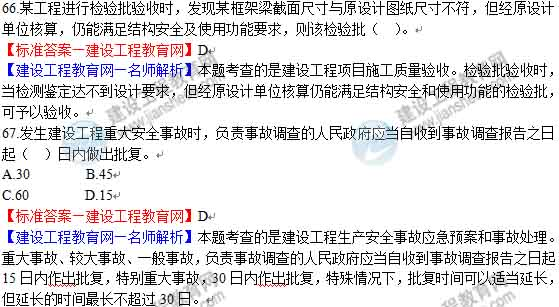 66.某工程进行检验批验收时，发现某框架梁截面尺寸与原设计图纸尺寸不符，但经原设计
单位核算，仍能满足结构安全及使用功能要求，则该检验批（ ）。
【标准答案—建设工程教育网】D
【建设工程教育网—名师解析】本题考查的是建设工程项目施工质量验收。检验批验收时，
当检测鉴定达不到设计要求，但经原设计单位核算仍能满足结构安全和使用功能的检验批，
可予以验收。
67.发生建设工程重大安全事故时，负责事故调查的人民政府应当自收到事故调查报告之日
起（ ）日内做出批复。
A.30 B.45
C.60 D.15
【标准答案—建设工程教育网】D
【建设工程教育网—名师解析】本题考查的是建设工程生产安全事故应急预案和事故处理。
重大事故、较大事故、一般事故，负责事故调查的人民政府应当自收到事故调查报告之日起
15日内作出批复，特别重大事故，30日内作出批复，特殊情况下，批复时间可以适当延长，
但延长的时间最长不超过30日。